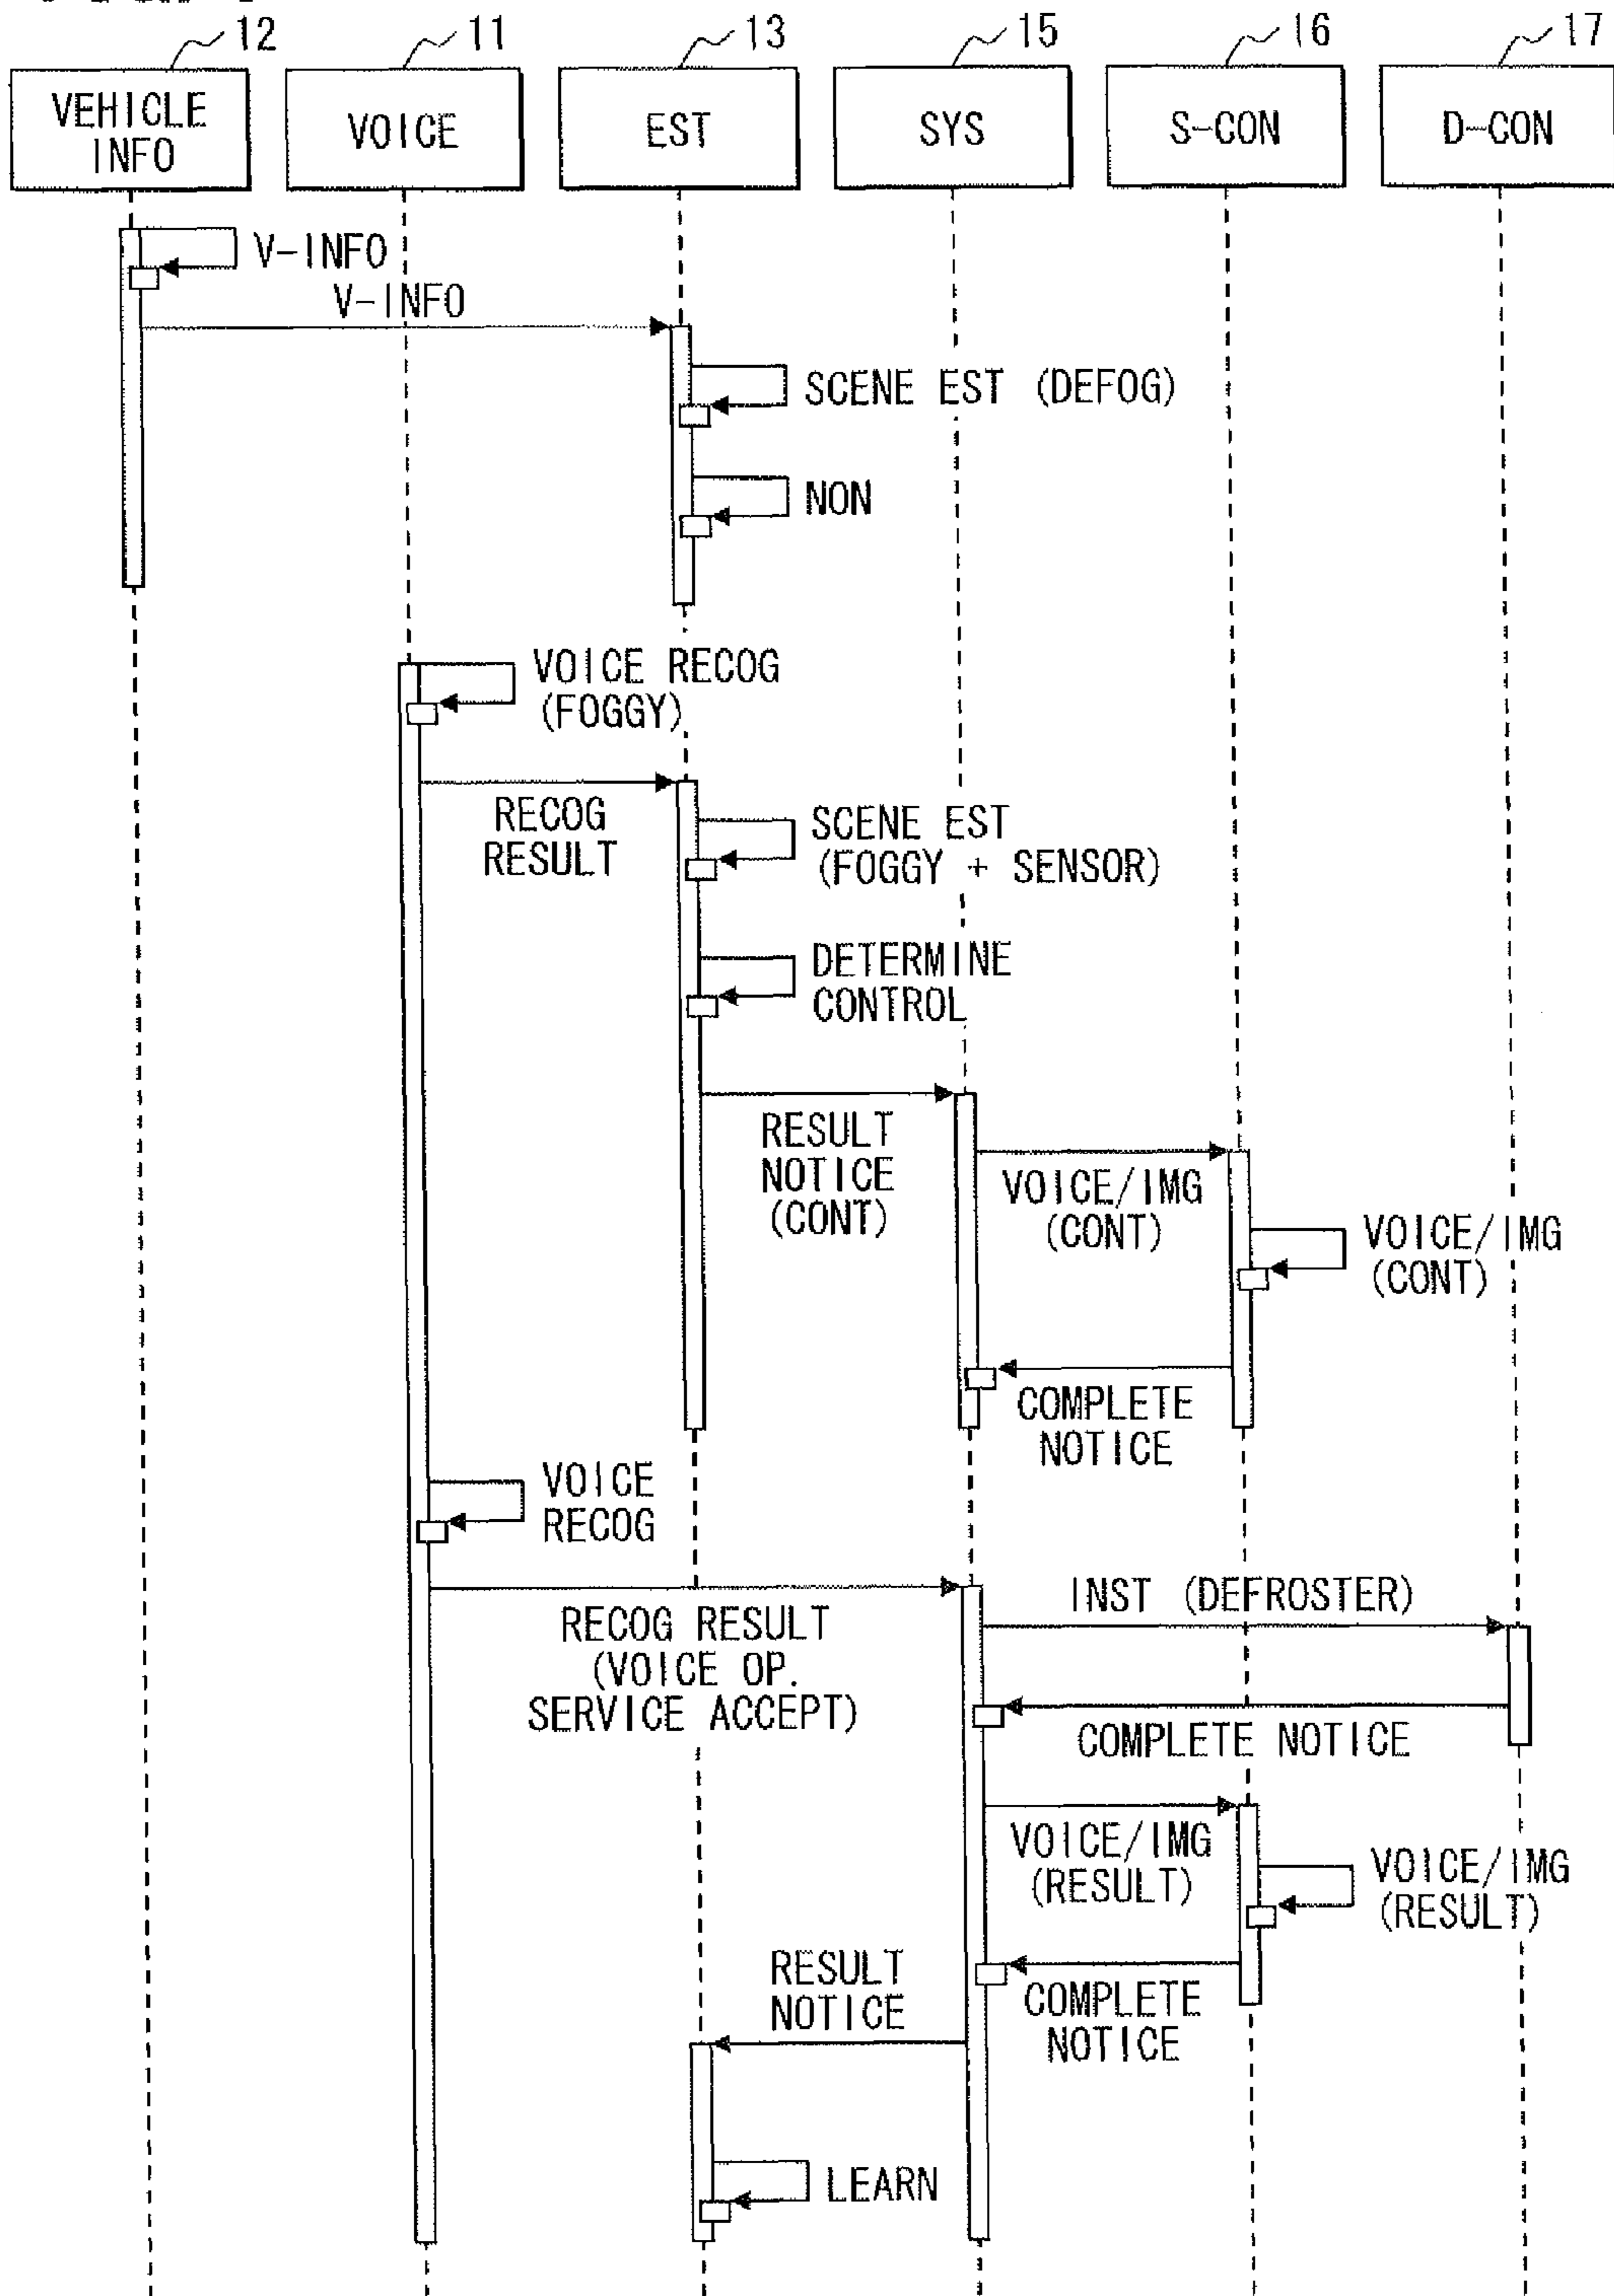 12
11
13
15
16
17
VEHICLE
INFO
VOICE
EST
SYS
S-CON
D-CON
V-INFO
V-INFO
SCENE EST (DEFOG)
NON
VOICE RECOG
(FOGGY)
RECOG
RESULT
SCENE EST
(FOGGY + SENSOR)
DETERMINE
CONTROL
RESULT
NOTICE
(CONT)
VOICE/IMG
(CONT)
VOICE/IMG
(CONT)
COMPLETE
NOTICE
VOICE
RECOG
RECOG RESULT
(VOICE OP.
SERVICE ACCEPT)
INST (DEFROSTER)
COMPLETE NOTICE
VOICE/IMG
(RESULT)
VOICE/IMG
(RESULT)
COMPLETE
NOTICE
RESULT
NOTICE
LEARN